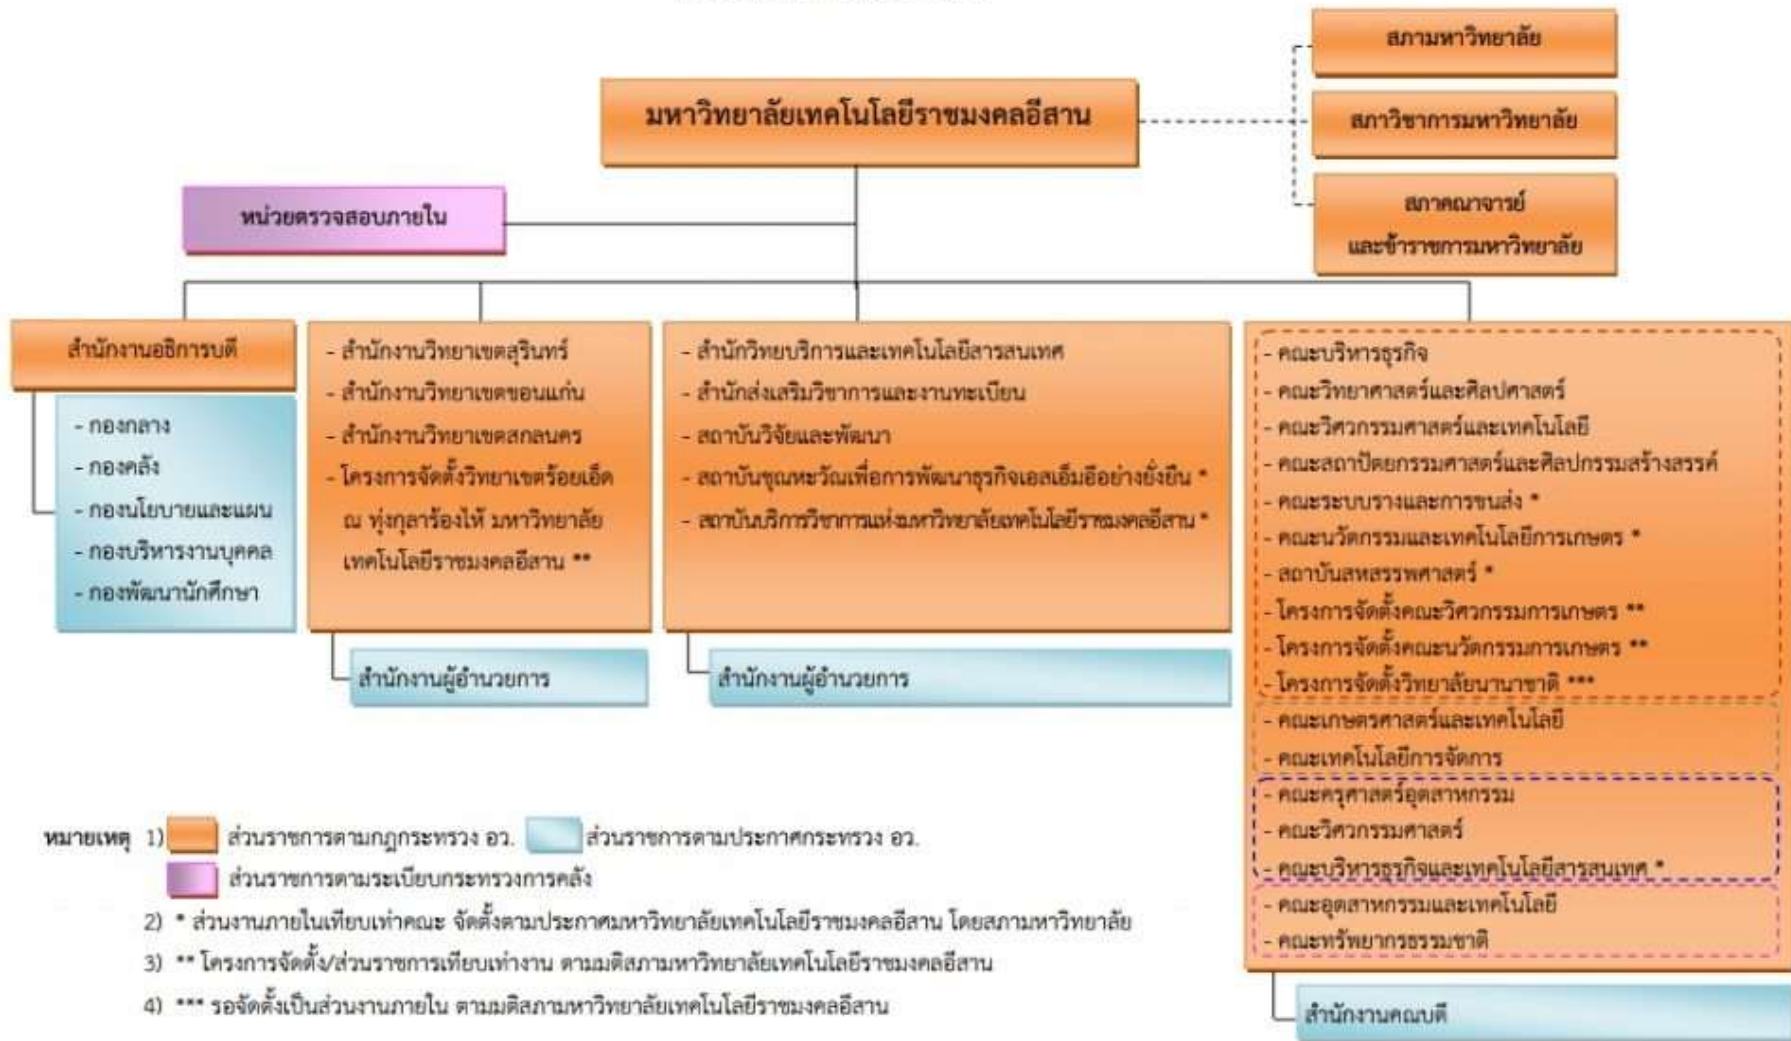 สภามหาวิทยาลัย
มหาวิทยาลัยเทคโนโลยีราชมงคลอีสาน
สภาวิชาการมหาวิทยาลัย
หน่วยตรวจสอบภายใน
สภาคณาจารย์
และข้าราชการมหาวิทยาลัย
สำนักงานอธิการบดี
- กองกลาง
- กองคลัง
- กองนโยบายและแผน
- กองบริหารงานบุคคล
- กองพัฒนานักศึกษา
- สำนักงานวิทยาเขตสุรินทร์
- สำนักงานวิทยาเขตขอนแก่น
- สำนักงานวิทยาเขตสกลนคร
- โครงการจัดตั้งวิทยาเขตร้อยเอ็ด
ณ ทุ่งกุลาร้องไห้ มหาวิทยาลัย
เทคโนโลยีราชมงคลอีสาน **
สำนักงานผู้อำนวยการ
- สำนักวิทยบริการและเทคโนโลยีสารสนเทศ
- สำนักส่งเสริมวิชาการและงานทะเบียน
- สถาบันวิจัยและพัฒนา
- สถาบันชุณหะวัณเพื่อการพัฒนาธุรกิจเอสเอ็มอีอย่างยั่งยืน *
- สถาบันบริการวิชาการแห่งมหาวิทยาลัยเทคโนโลยีราชมงคลอีสาน *
สำนักงานผู้อำนวยการ
- คณะบริหารธุรกิจ
- คณะวิทยาศาสตร์และศิลปศาสตร์
- คณะวิศวกรรมศาสตร์และเทคโนโลยี
- คณะสถาปัตยกรรมศาสตร์และศิลปกรรมสร้างสรรค์
- คณะระบบรางและการขนส่ง *
- คณะนวัตกรรมและเทคโนโลยีการเกษตร *
- สถาบันสหสรรพศาสตร์ *
- โครงการจัดตั้งคณะวิศวกรรมการเกษตร **
- โครงการจัดตั้งคณะนวัตกรรมการเกษตร **
- โครงการจัดตั้งวิทยาลัยนานาชาติ ***
- คณะเกษตรศาสตร์และเทคโนโลยี
- คณะเทคโนโลยีการจัดการ
- คณะครุศาสตร์อุตสาหกรรม
- คณะวิศวกรรมศาสตร์
- คณะบริหารธุรกิจและเทคโนโลยีสารสนเทศ *
- คณะอุตสาหกรรมและเทคโนโลยี
- คณะทรัพยากรธรรมชาติ
สำนักงานคณบดี
หมายเหตุ 1) ส่วนราชการตามกฎกระทรวง อว. ส่วนราชการตามประกาศกระทรวง อว.
ส่วนราชการตามระเบียบกระทรวงการคลัง
2) * ส่วนงานภายในเทียบเท่าคณะ จัดตั้งตามประกาศมหาวิทยาลัยเทคโนโลยีราชมงคลอีสาน โดยสภามหาวิทยาลัย
3) ** โครงการจัดตั้ง/ส่วนราชการเทียบเท่างาน ตามมติสภามหาวิทยาลัยเทคโนโลยีราชมงคลอีสาน
4) *** รอจัดตั้งเป็นส่วนงานภายใน ตามมติสภามหาวิทยาลัยเทคโนโลยีราชมงคลอีสาน